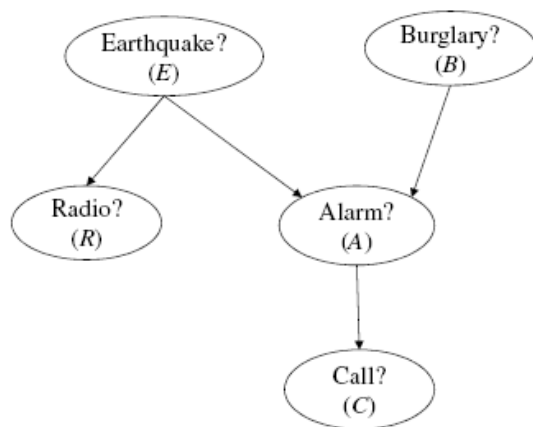 Earthquake?
(E)
Burglary?
(B)
Radio?
(R)
Alarm?
(A)
Call?
(C)